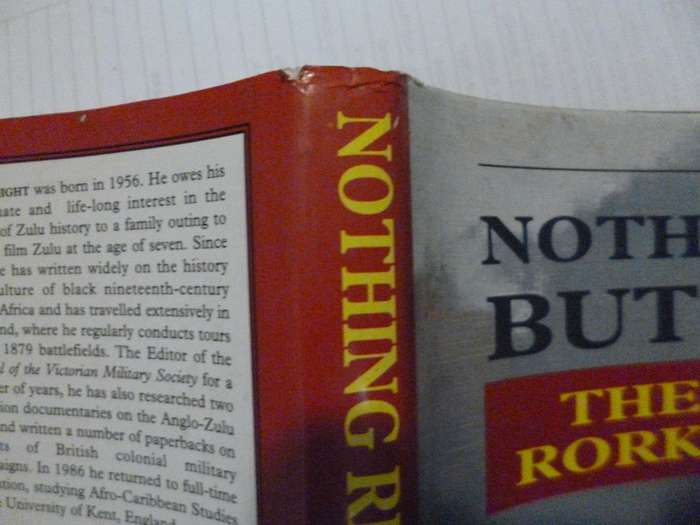 IGHT was born in 1956. He owes his
ate and life-long interest in the
of Zulu history to a family outing to
film Zulu at the age of seven. Since
e has written widely on the history
ulture of black nineteenth-century
Africa and has travelled extensively in
nd, where he regularly conducts tours
1879 battlefields. The Editor of the
l of the Victorian Military Society for a
er of years, he has also researched two
ion documentaries on the Anglo-Zulu
nd written a number of paperbacks on
ts of British colonial military
aigns. In 1986 he returned to full-time
ation, studying Afro-Caribbean Studies
e University of Kent, England
NOTHING R
NOTH
BUT
THE
RORK